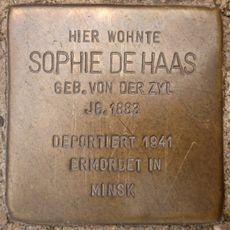 HIER WOHNTE
SOPHIE DE HAAS
GEB. VON DER ZYL
JG. 1883
DEPORTIERT 1941
ERMORDET IN
MINSK